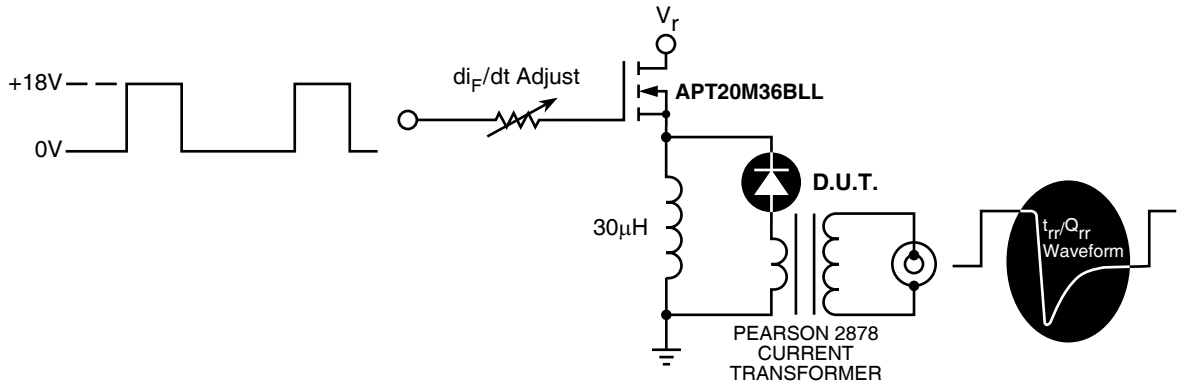 +18V
0V
di_F/dt Adjust
V_r
APT20M36BLL
30μH
D.U.T.
PEARSON 2878
CURRENT
TRANSFORMER
t_rr/Q_rr
Waveform